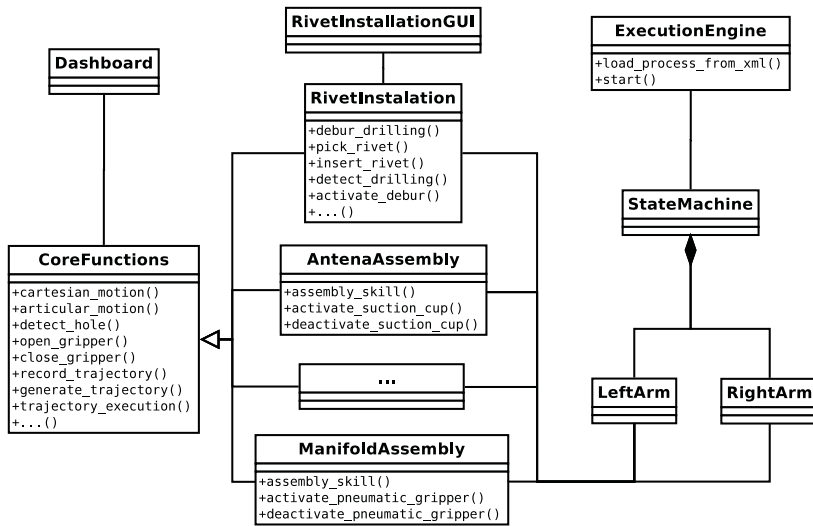 RivetInstallationGUI
ExecutionEngine
+load_process_from_xml()
+start()
Dashboard
RivetInstalation
+debur_drilling()
+pick_rivet()
+insert_rivet()
+detect_drilling()
+activate_debur()
+...()
StateMachine
CoreFunctions
+cartesian_motion()
+articular_motion()
+detect_hole()
+open_gripper()
+close_gripper()
+record_trajectory()
+generate_trajectory()
+trajectory_execution()
+...()
AntenaAssembly
+assembly_skill()
+activate_suction_cup()
+deactivate_suction_cup()
...
LeftArm
RightArm
ManifoldAssembly
+assembly_skill()
+activate_pneumatic_gripper()
+deactivate_pneumatic_gripper()